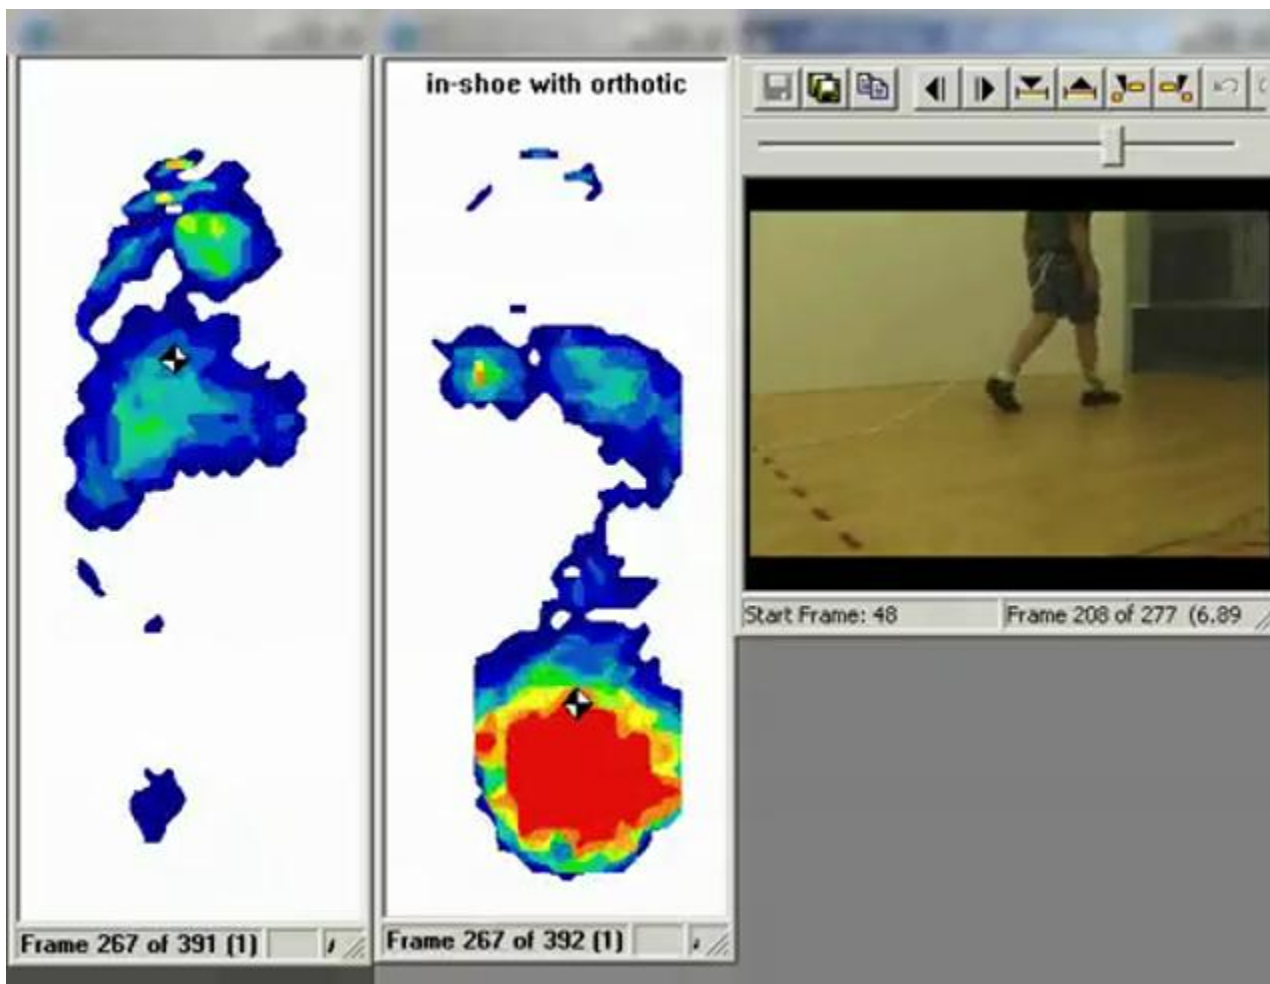 in-shoe with orthotic
Start Frame: 48
Frame 208 of 277 (6.89
Frame 267 of 391 (1)
Frame 267 of 392 (1)